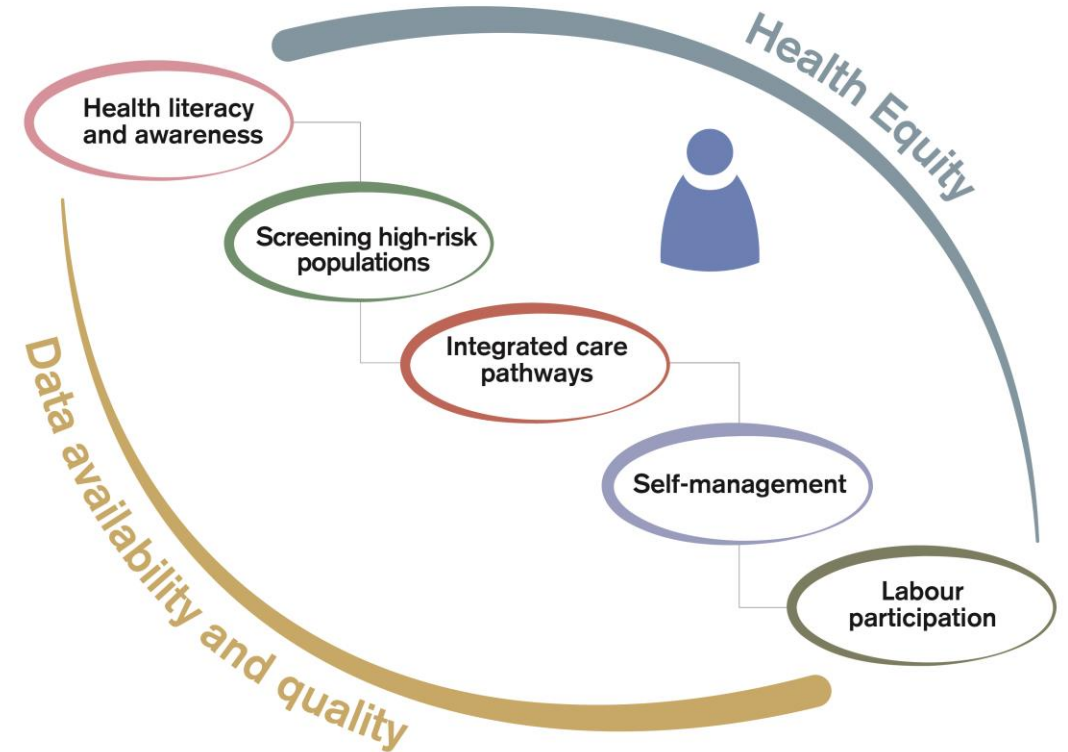 Health Equity
Health literacy
and awareness
Screening high-risk
populations
Integrated care
pathways
Self-management
Labour
participation
Data availability and quality